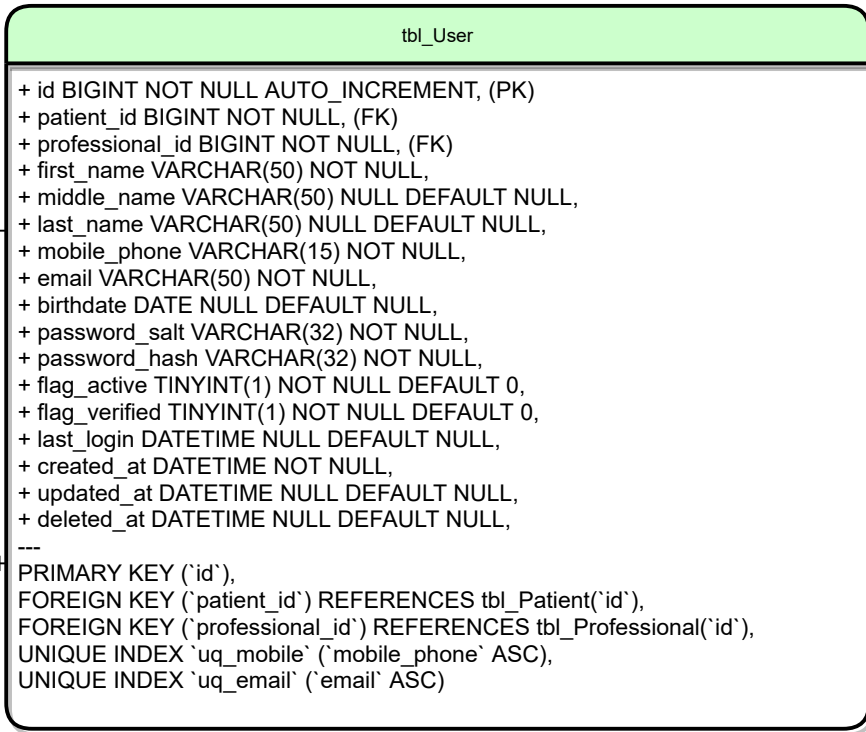 tbl_User
+ id BIGINT NOT NULL AUTO_INCREMENT, (PK)
+ patient_id BIGINT NOT NULL, (FK)
+ professional_id BIGINT NOT NULL, (FK)
+ first_name VARCHAR(50) NOT NULL,
+ middle_name VARCHAR(50) NULL DEFAULT NULL,
+ last_name VARCHAR(50) NULL DEFAULT NULL,
+ mobile_phone VARCHAR(15) NOT NULL,
+ email VARCHAR(50) NOT NULL,
+ birthdate DATE NULL DEFAULT NULL,
+ password_salt VARCHAR(32) NOT NULL,
+ password_hash VARCHAR(32) NOT NULL,
+ flag_active TINYINT(1) NOT NULL DEFAULT 0,
+ flag_verified TINYINT(1) NOT NULL DEFAULT 0,
+ last_login DATETIME NULL DEFAULT NULL,
+ created_at DATETIME NOT NULL,
+ updated_at DATETIME NULL DEFAULT NULL,
+ deleted_at DATETIME NULL DEFAULT NULL,
---
PRIMARY KEY (`id`),
FOREIGN KEY (`patient_id`) REFERENCES tbl_Patient(`id`),
FOREIGN KEY (`professional_id`) REFERENCES tbl_Professional(`id`),
UNIQUE INDEX `uq_mobile` (`mobile_phone` ASC),
UNIQUE INDEX `uq_email` (`email` ASC)